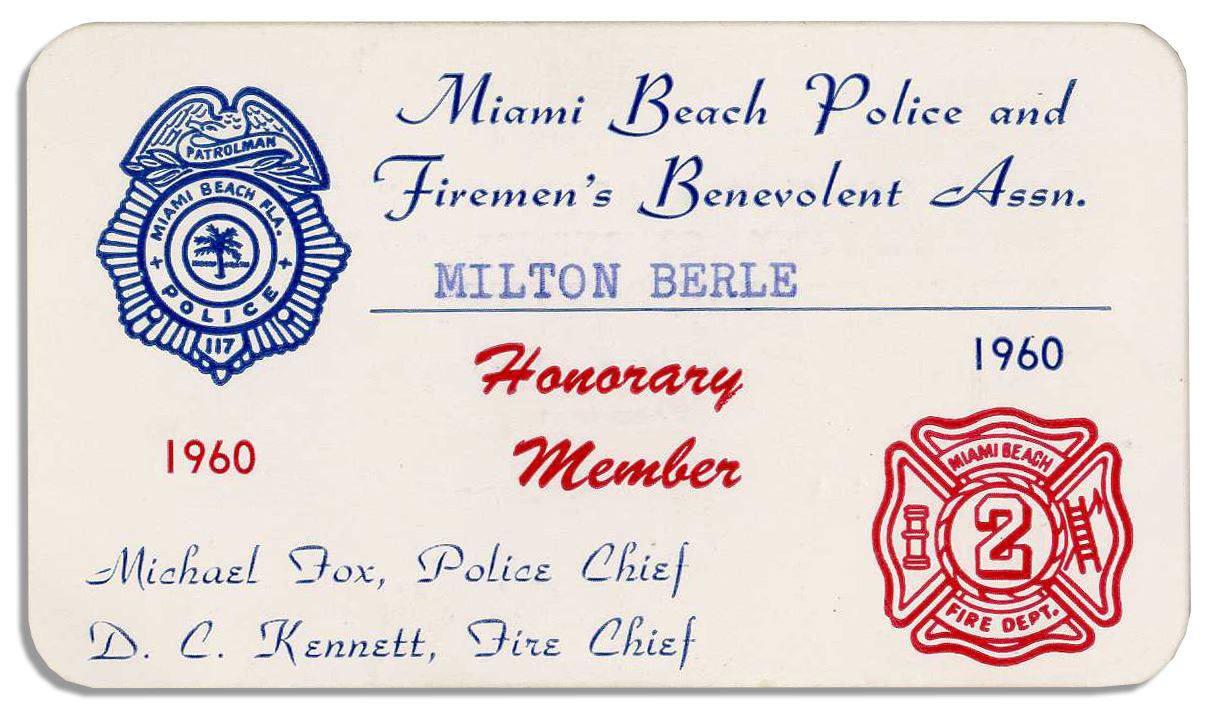 Miami Beach Police and
Firemen's Benevolent Assn.
PATROLMAN
MIAMI BEACH FLA.
POLICE
117
MILTON BERLE
1960
Honorary
Member
1960
MIAMI BEACH
2
FIRE DEPT.
Michael Fox, Police Chief
D. C. Kennett, Fire Chief